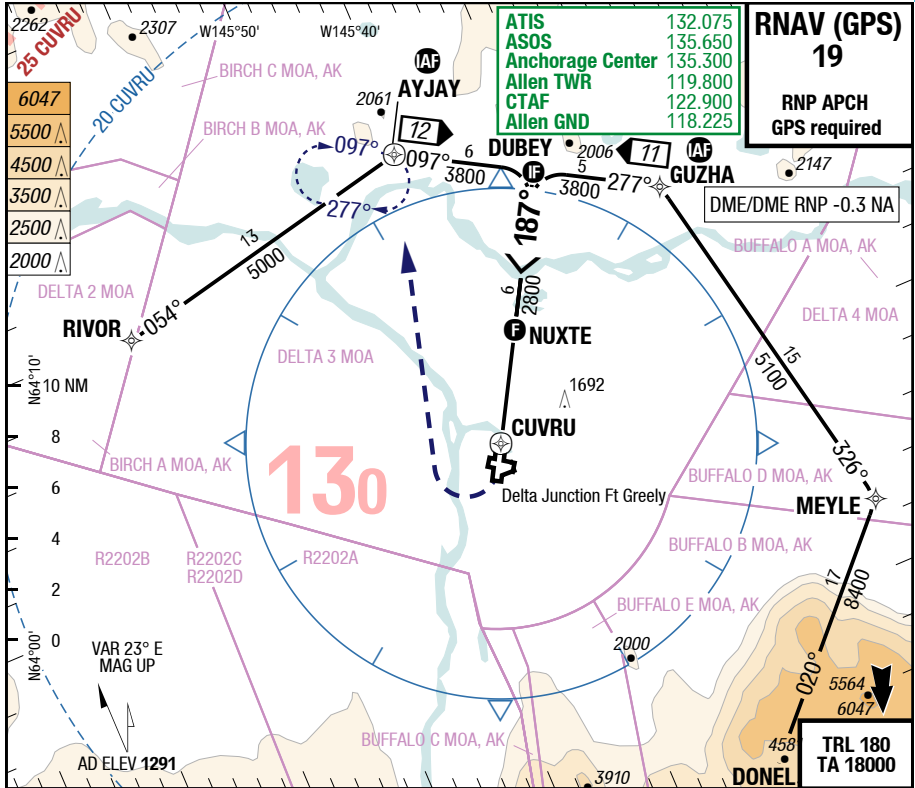 2262
2307
25 CUVRU
20 CUVRU
W145°50'
W145°40'
ATIS 132.075
ASOS 135.650
Anchorage Center 135.300
Allen TWR 119.800
CTAF 122.900
Allen GND 118.225
RNAV (GPS)
19
RNP APCH
GPS required
BIRCH C MOA, AK
IAF
AYJAY
2061
6047
5500
4500
3500
2500
2000
BIRCH B MOA, AK
12
097°
097°
6
3800
277°
DUBEY
IF
2006
11
IAF
GUZHA
5
3800
277°
2147
DME/DME RNP -0.3 NA
187°
BUFFALO A MOA, AK
13
5000
DELTA 2 MOA
6
2800
DELTA 4 MOA
RIVOR
054°
F
NUXTE
DELTA 3 MOA
15
5100
N64°10'
10 NM
1692
8
CUVRU
326°
BIRCH A MOA, AK
130
BUFFALO D MOA, AK
6
Delta Junction Ft Greely
MEYLE
4
R2202B
R2202C
R2202D
R2202A
BUFFALO B MOA, AK
2
17
8400
BUFFALO E MOA, AK
N64°00'
0
VAR 23° E
MAG UP
2000
020°
5564
6047
BUFFALO C MOA, AK
AD ELEV 1291
4581
TRL 180
TA 18000
DONEL
3910